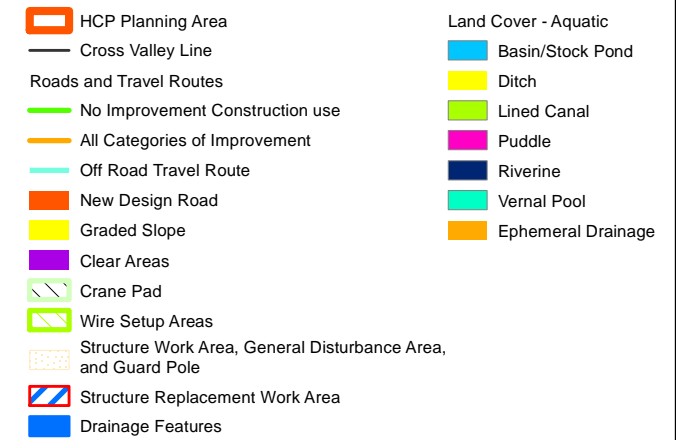 HCP Planning Area
Cross Valley Line
Roads and Travel Routes
No Improvement Construction use
All Categories of Improvement
Off Road Travel Route
New Design Road
Graded Slope
Clear Areas
Crane Pad
Wire Setup Areas
Structure Work Area, General Disturbance Area,
and Guard Pole
Structure Replacement Work Area
Drainage Features
Land Cover - Aquatic
Basin/Stock Pond
Ditch
Lined Canal
Puddle
Riverine
Vernal Pool
Ephemeral Drainage